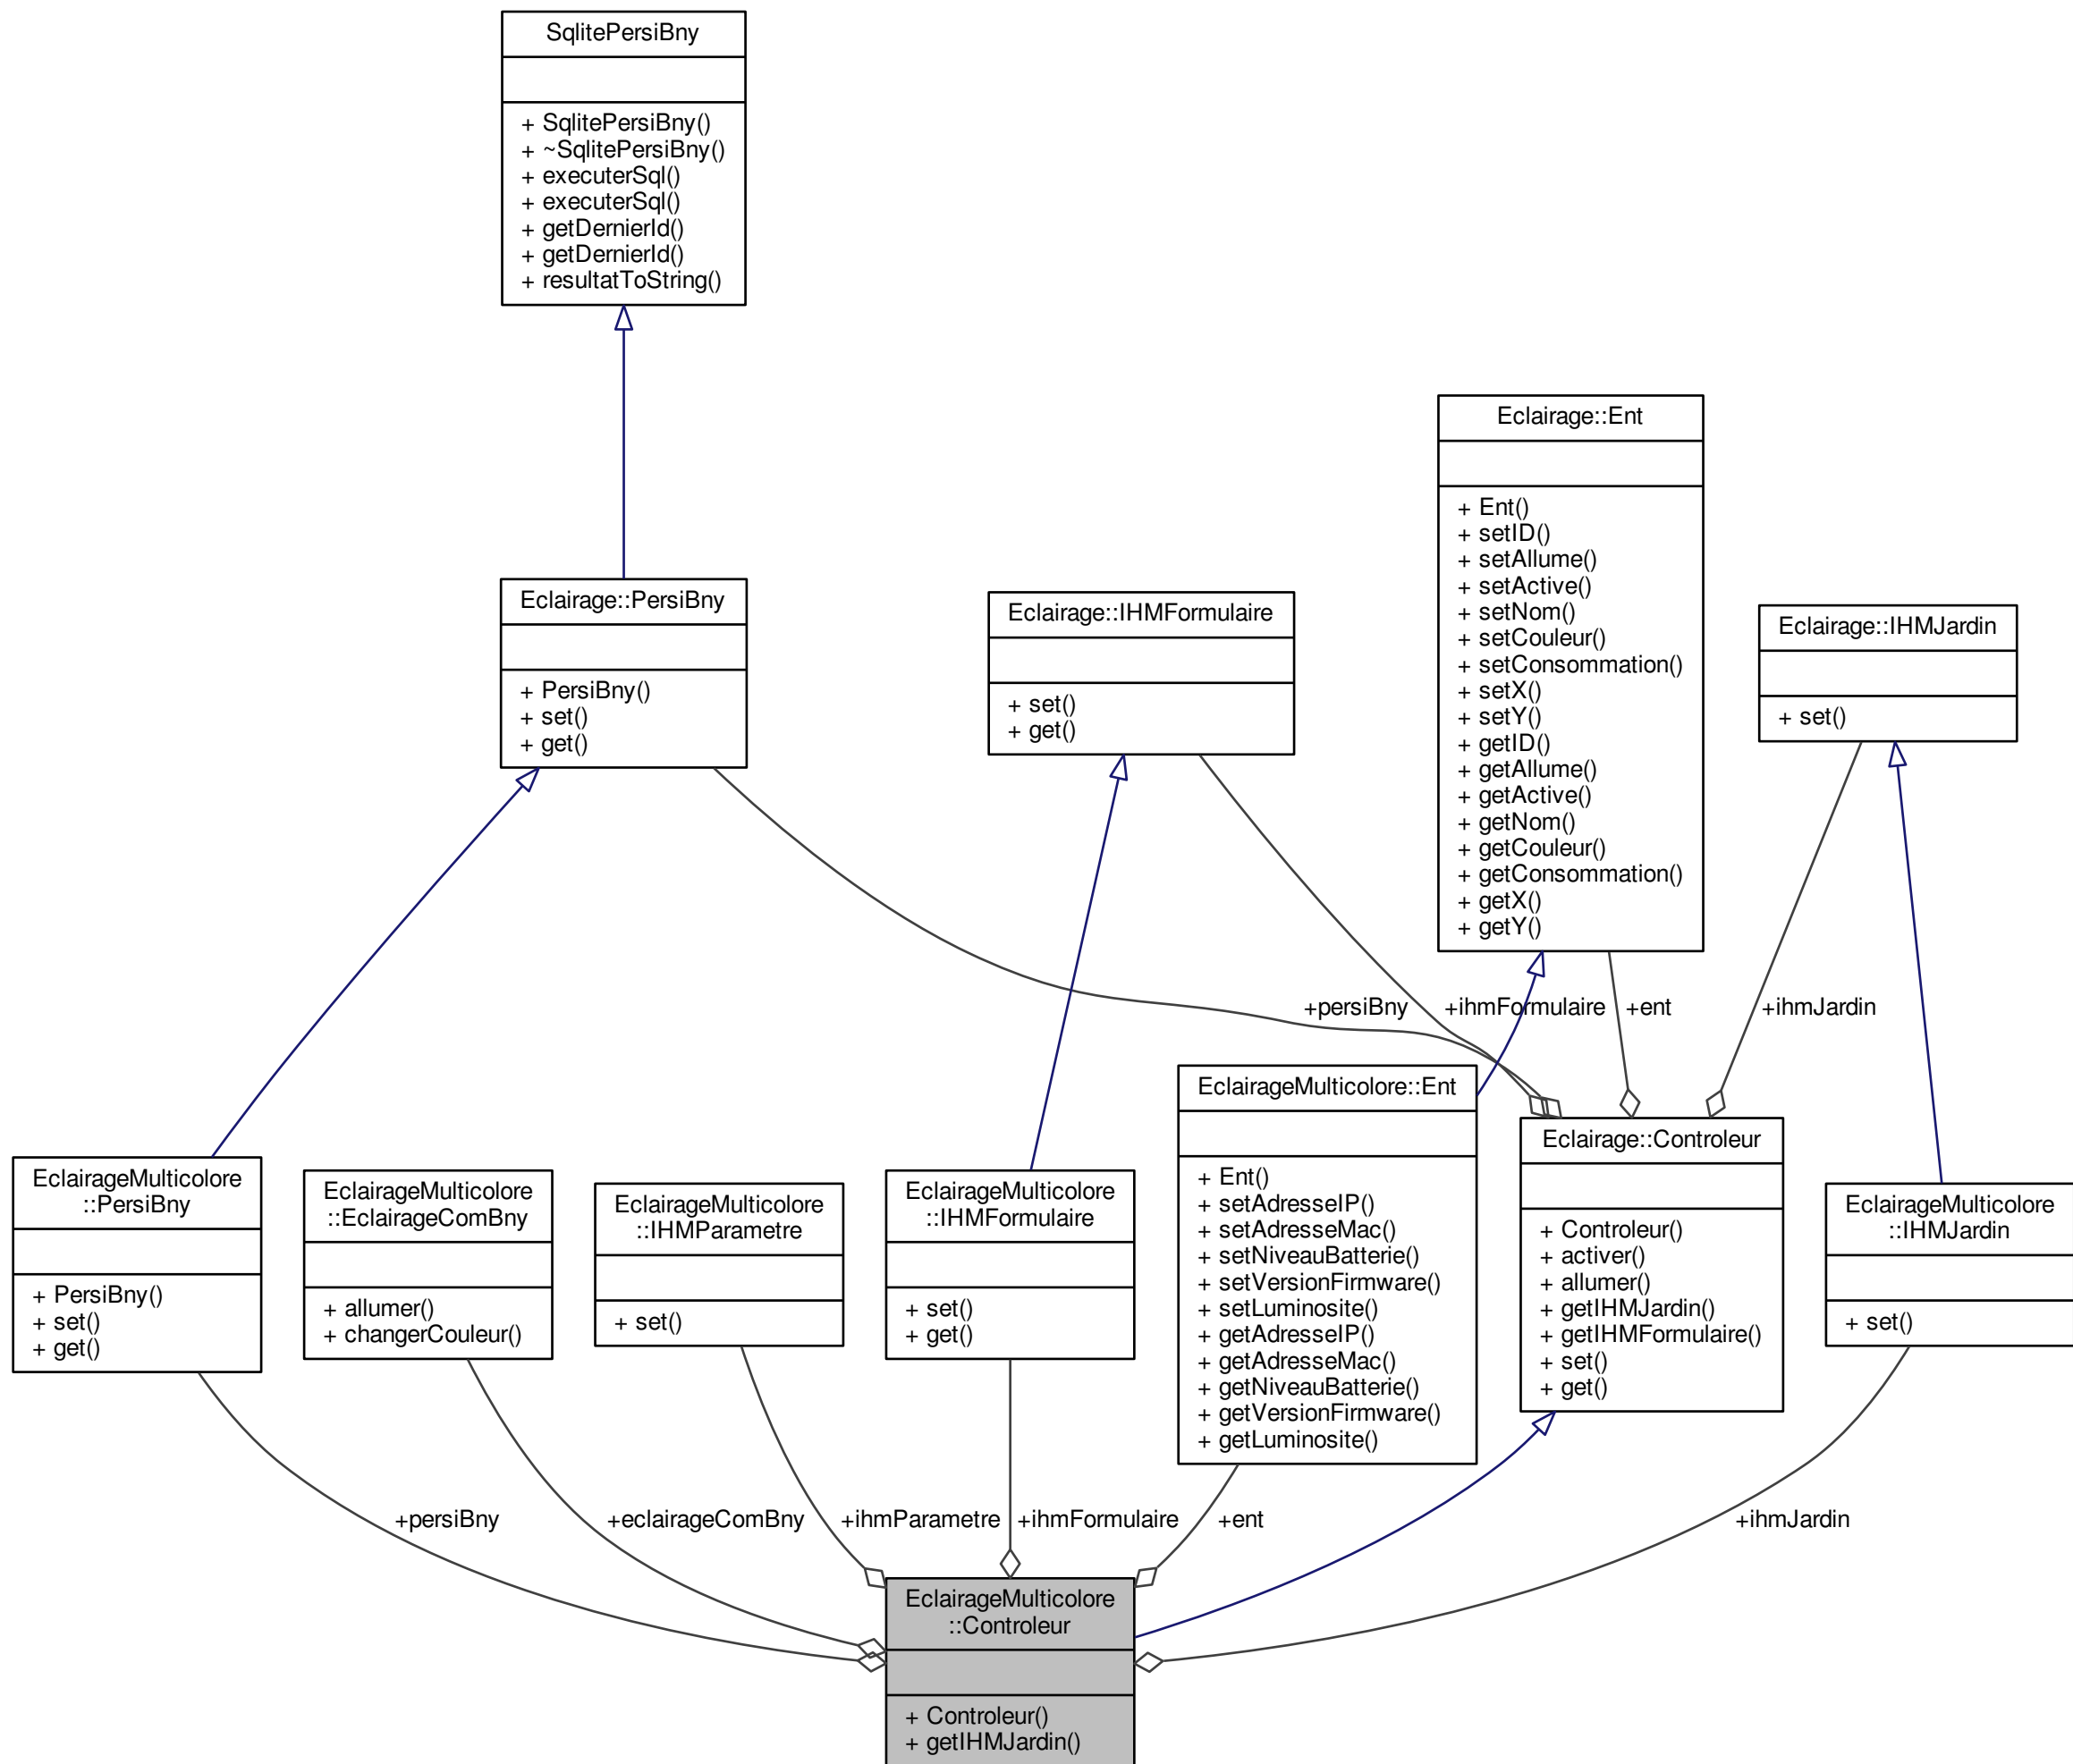 SqlitePersiBny
+ SqlitePersiBny()
+ ~SqlitePersiBny()
+ executerSql()
+ executerSql()
+ getDernierId()
+ getDernierId()
+ resultatToString()
Eclairage::Ent
+ Ent()
+ setID()
+ setAllume()
+ setActive()
+ setNom()
+ setCouleur()
+ setConsommation()
+ setX()
+ setY()
+ getID()
+ getAllume()
+ getActive()
+ getNom()
+ getCouleur()
+ getConsommation()
+ getX()
+ getY()
Eclairage::PersiBny
+ PersiBny()
+ set()
+ get()
Eclairage::IHMFormulaire
+ set()
+ get()
Eclairage::IHMJardin
+ set()
+persiBny
+ihmFormulaire
+ent
+ihmJardin
EclairageMulticolore
::PersiBny
+ PersiBny()
+ set()
+ get()
EclairageMulticolore
::EclairageComBny
+ allumer()
+ changerCouleur()
EclairageMulticolore
::IHMParametre
+ set()
EclairageMulticolore
::IHMFormulaire
+ set()
+ get()
EclairageMulticolore::Ent
+ Ent()
+ setAdresseIP()
+ setAdresseMac()
+ setNiveauBatterie()
+ setVersionFirmware()
+ setLuminosite()
+ getAdresseIP()
+ getAdresseMac()
+ getNiveauBatterie()
+ getVersionFirmware()
+ getLuminosite()
Eclairage::Controleur
+ Controleur()
+ activer()
+ allumer()
+ getIHMJardin()
+ getIHMFormulaire()
+ set()
+ get()
EclairageMulticolore
::IHMJardin
+ set()
+persiBny
+eclairageComBny
+ihmParametre
+ihmFormulaire
+ent
+ihmJardin
EclairageMulticolore
::Controleur
+ Controleur()
+ getIHMJardin()